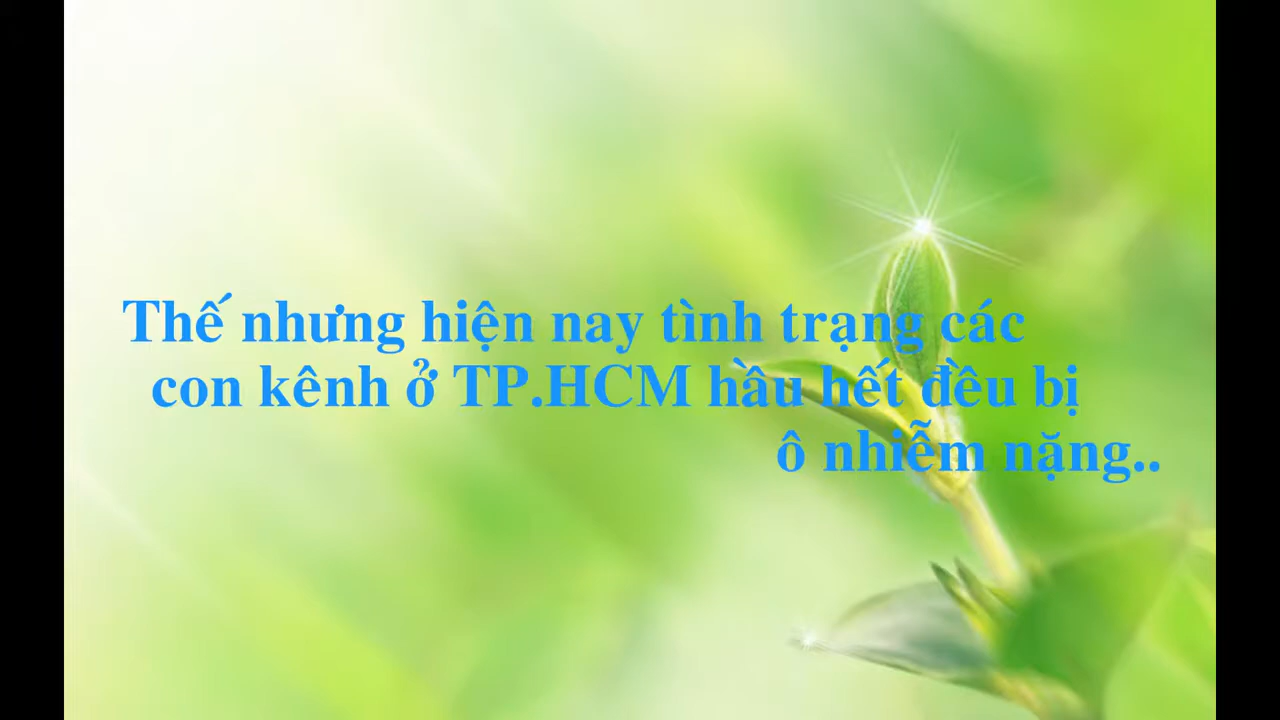 Thế nhưng hiện nay tình trạng các
con kênh ở TP.HCM hầu hết đều bị
ô nhiễm nặng..